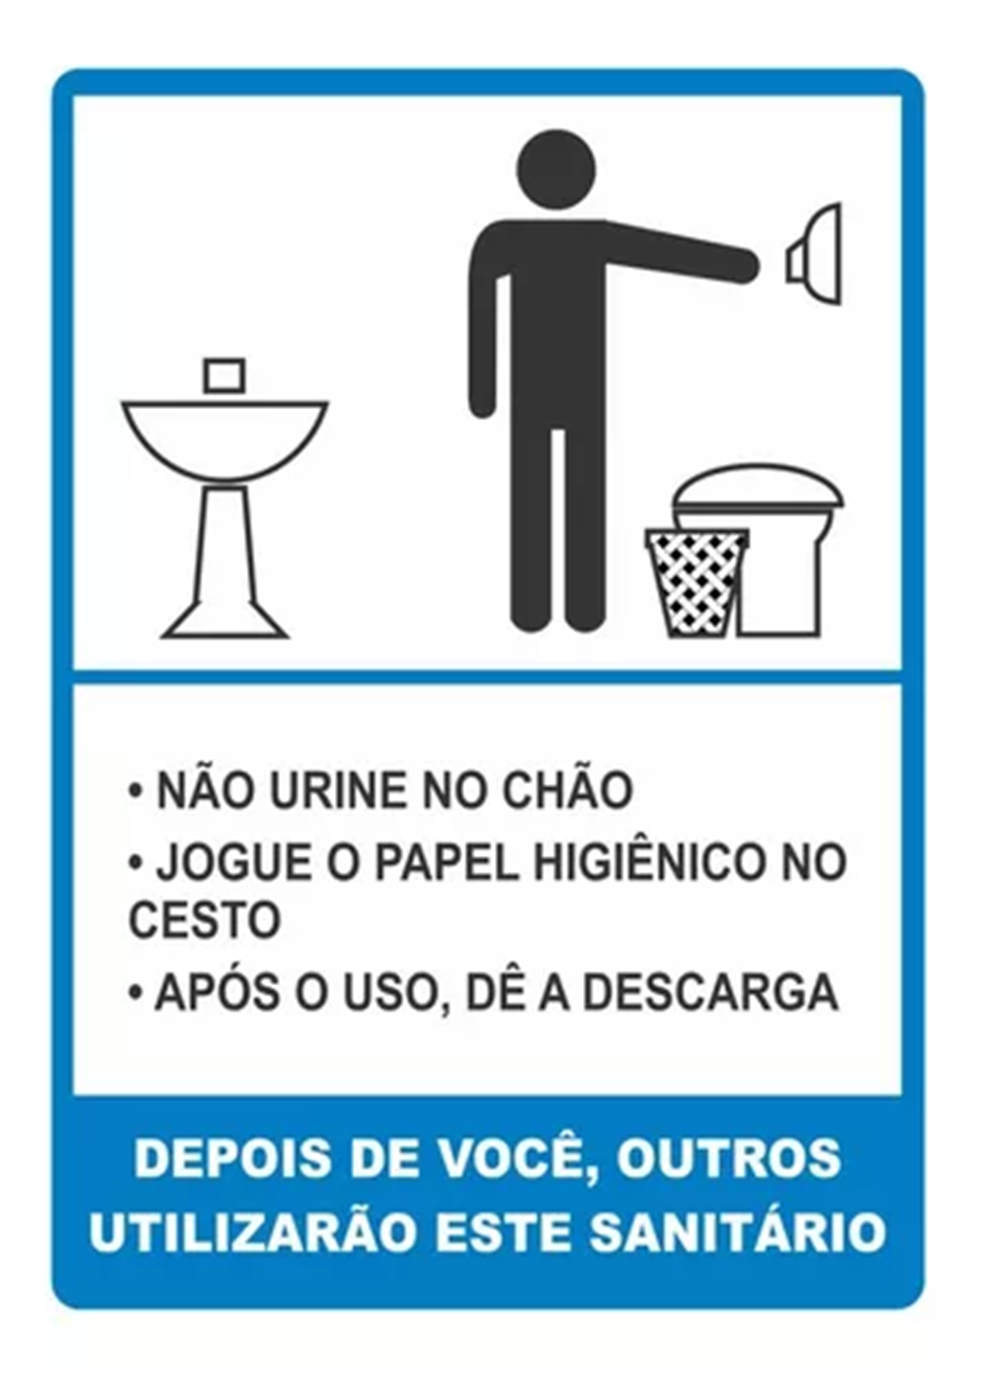 • NÃO URINE NO CHÃO
• JOGUE O PAPEL HIGIÊNICO NO
CESTO
• APÓS O USO, DÊ A DESCARGA
DEPOIS DE VOCÊ, OUTROS
UTILIZARÃO ESTE SANITÁRIO